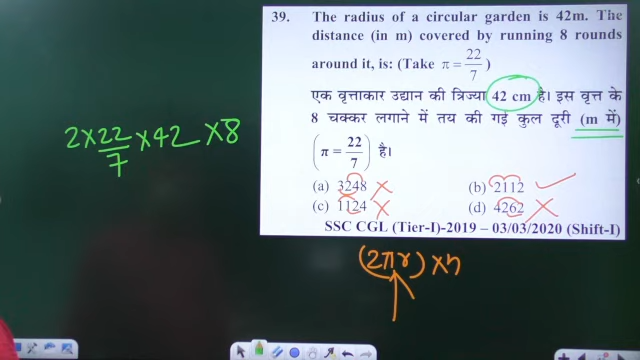 39. The radius of a circular garden is 42m. The
distance (in m) covered by running 8 rounds
around it, is: (Take π = 22/7)
एक वृत्ताकार उद्यान की त्रिज्या 42 cm है। इस वृत्त के
8 चक्कर लगाने में तय की गई कुल दूरी (m में)
(π = 22/7) है।
(a) 3248 (b) 2112
(c) 1124 (d) 4262
SSC CGL (Tier-I)-2019 – 03/03/2020 (Shift-I)
2 × 22/7 × 42 × 8
(2πr) × n